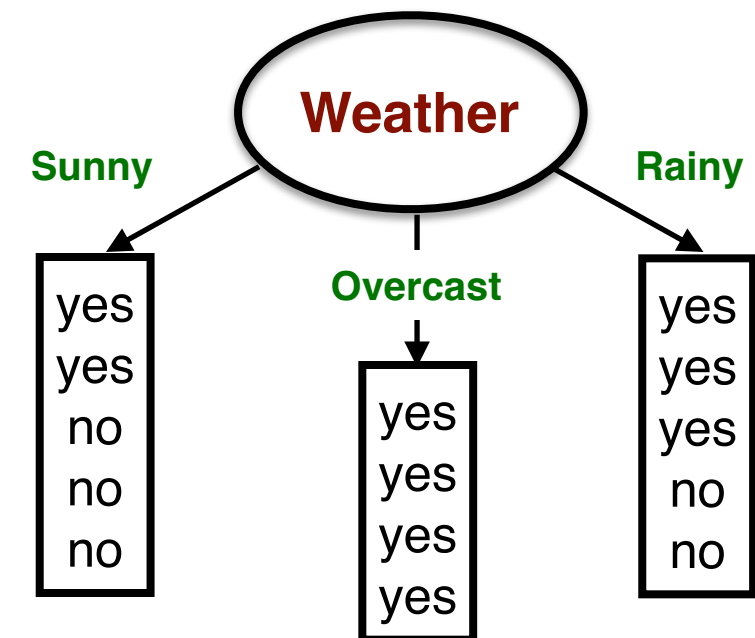 Weather
Sunny
Rainy
Overcast
yes
yes
no
no
no
yes
yes
yes
yes
yes
yes
yes
no
no